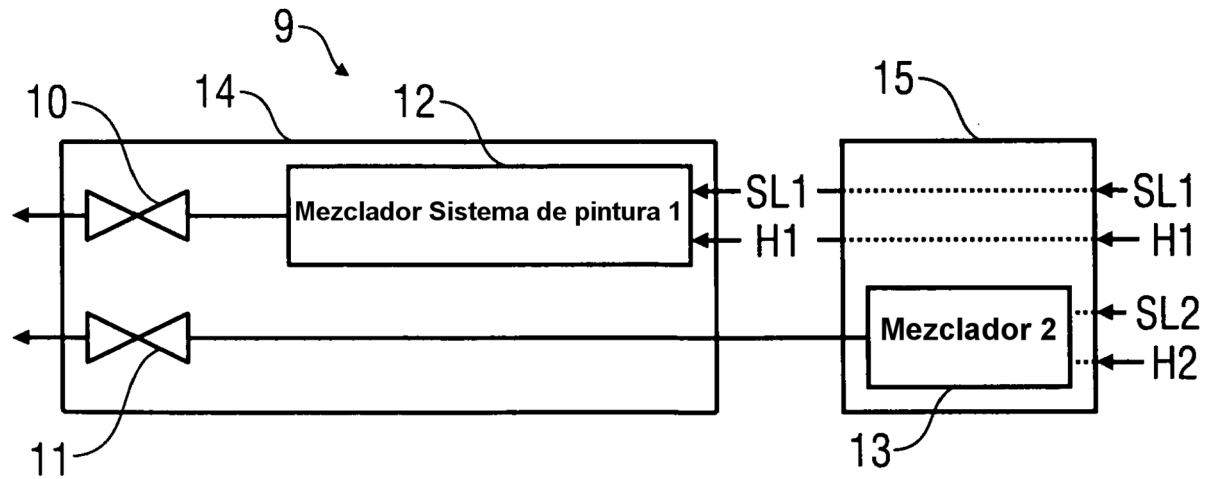 9
10
14
12
15
SL1
SL1
Mezclador Sistema de pintura 1
H1
H1
SL2
Mezclador 2
H2
11
13